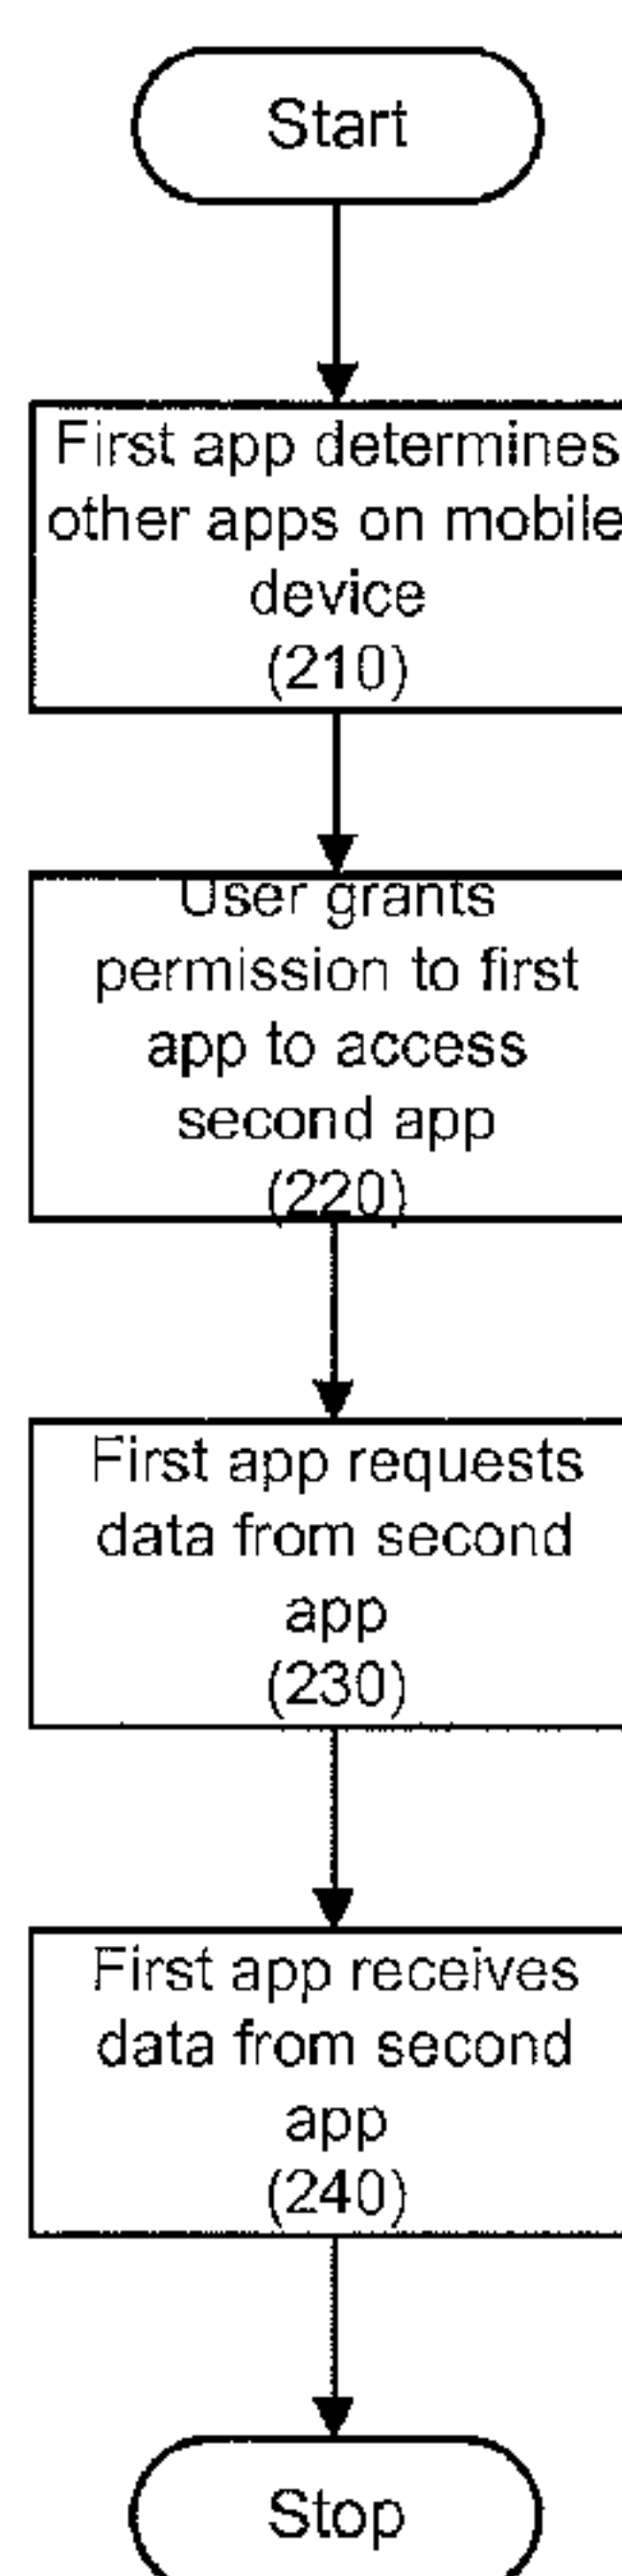 Start
First app determines
other apps on mobile
device
(210)
User grants
permission to first
app to access
second app
(220)
First app requests
data from second
app
(230)
First app receives
data from second
app
(240)
Stop